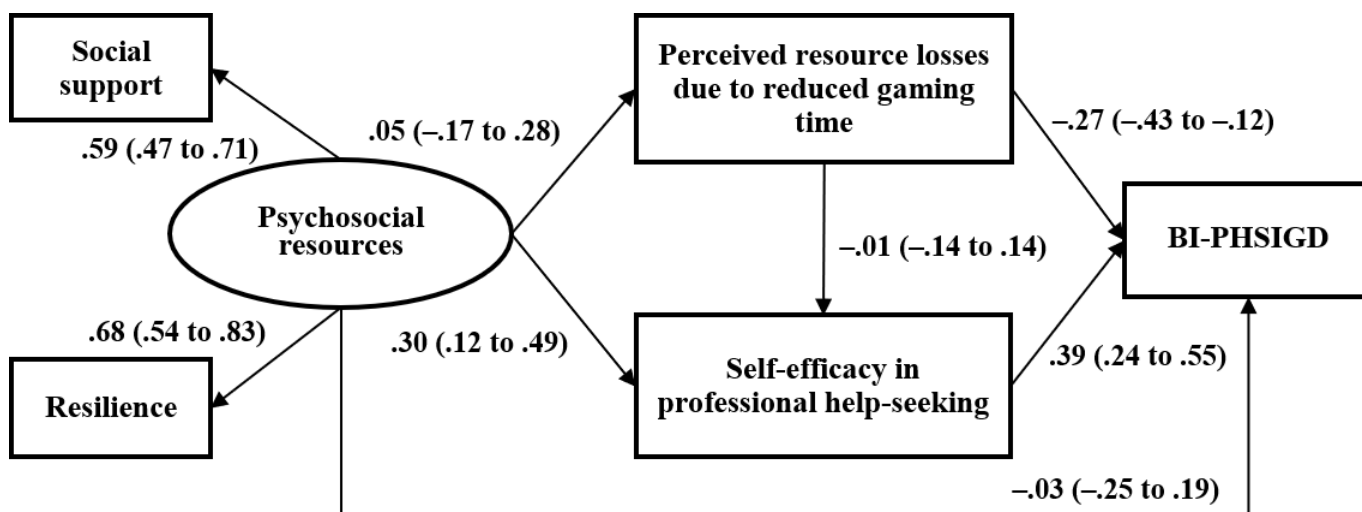 Social
support
Perceived resource losses
due to reduced gaming
time
.59 (.47 to .71)
.05 (–.17 to .28)
–.27 (–.43 to –.12)
Psychosocial
resources
–.01 (–.14 to .14)
BI-PHSIGD
.68 (.54 to .83)
.30 (.12 to .49)
.39 (.24 to .55)
Resilience
Self-efficacy in
professional help-seeking
–.03 (–.25 to .19)